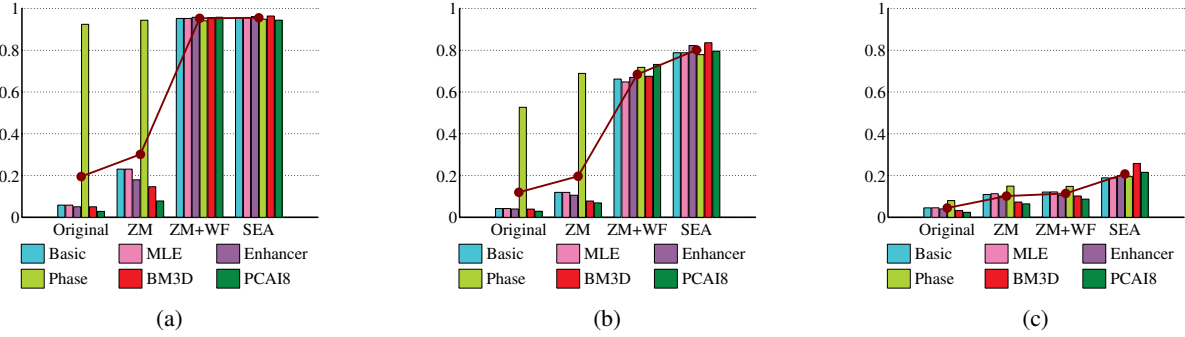 1
0.8
0.6
0.4
0.2
0
Original ZM ZM+WF SEA
Basic MLE Enhancer
Phase BM3D PCAI8
(a)
1
0.8
0.6
0.4
0.2
0
Original ZM ZM+WF SEA
Basic MLE Enhancer
Phase BM3D PCAI8
(b)
1
0.8
0.6
0.4
0.2
0
Original ZM ZM+WF SEA
Basic MLE Enhancer
Phase BM3D PCAI8
(c)